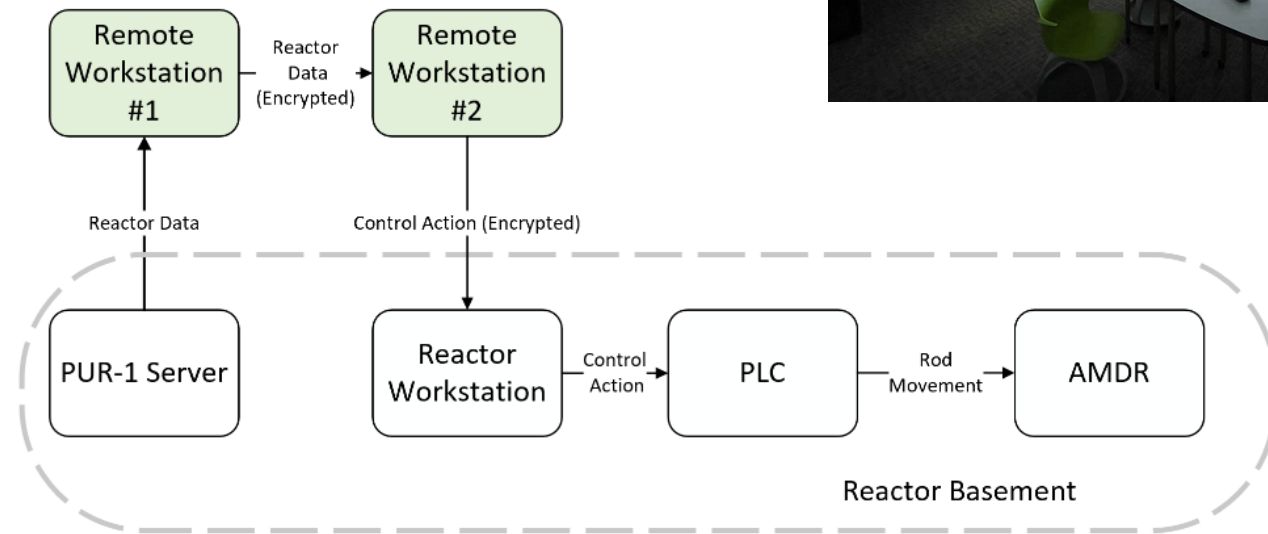 Remote
Workstation
#1
Reactor
Data
(Encrypted)
Remote
Workstation
#2
Reactor Data
Control Action (Encrypted)
PUR-1 Server
Reactor
Workstation
Control
Action
PLC
Rod
Movement
AMDR
Reactor Basement